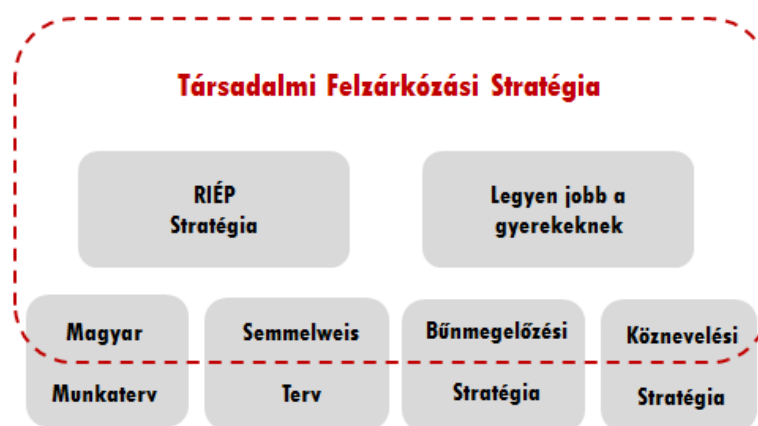 Társadalmi Felzárkózási Stratégia
RIÉP
Stratégia
Legyen jobb a
gyerekeknek
Magyar
Munkaterv
Semmelweis
Terv
Bűnmegelőzési
Stratégia
Köznevelési
Stratégia